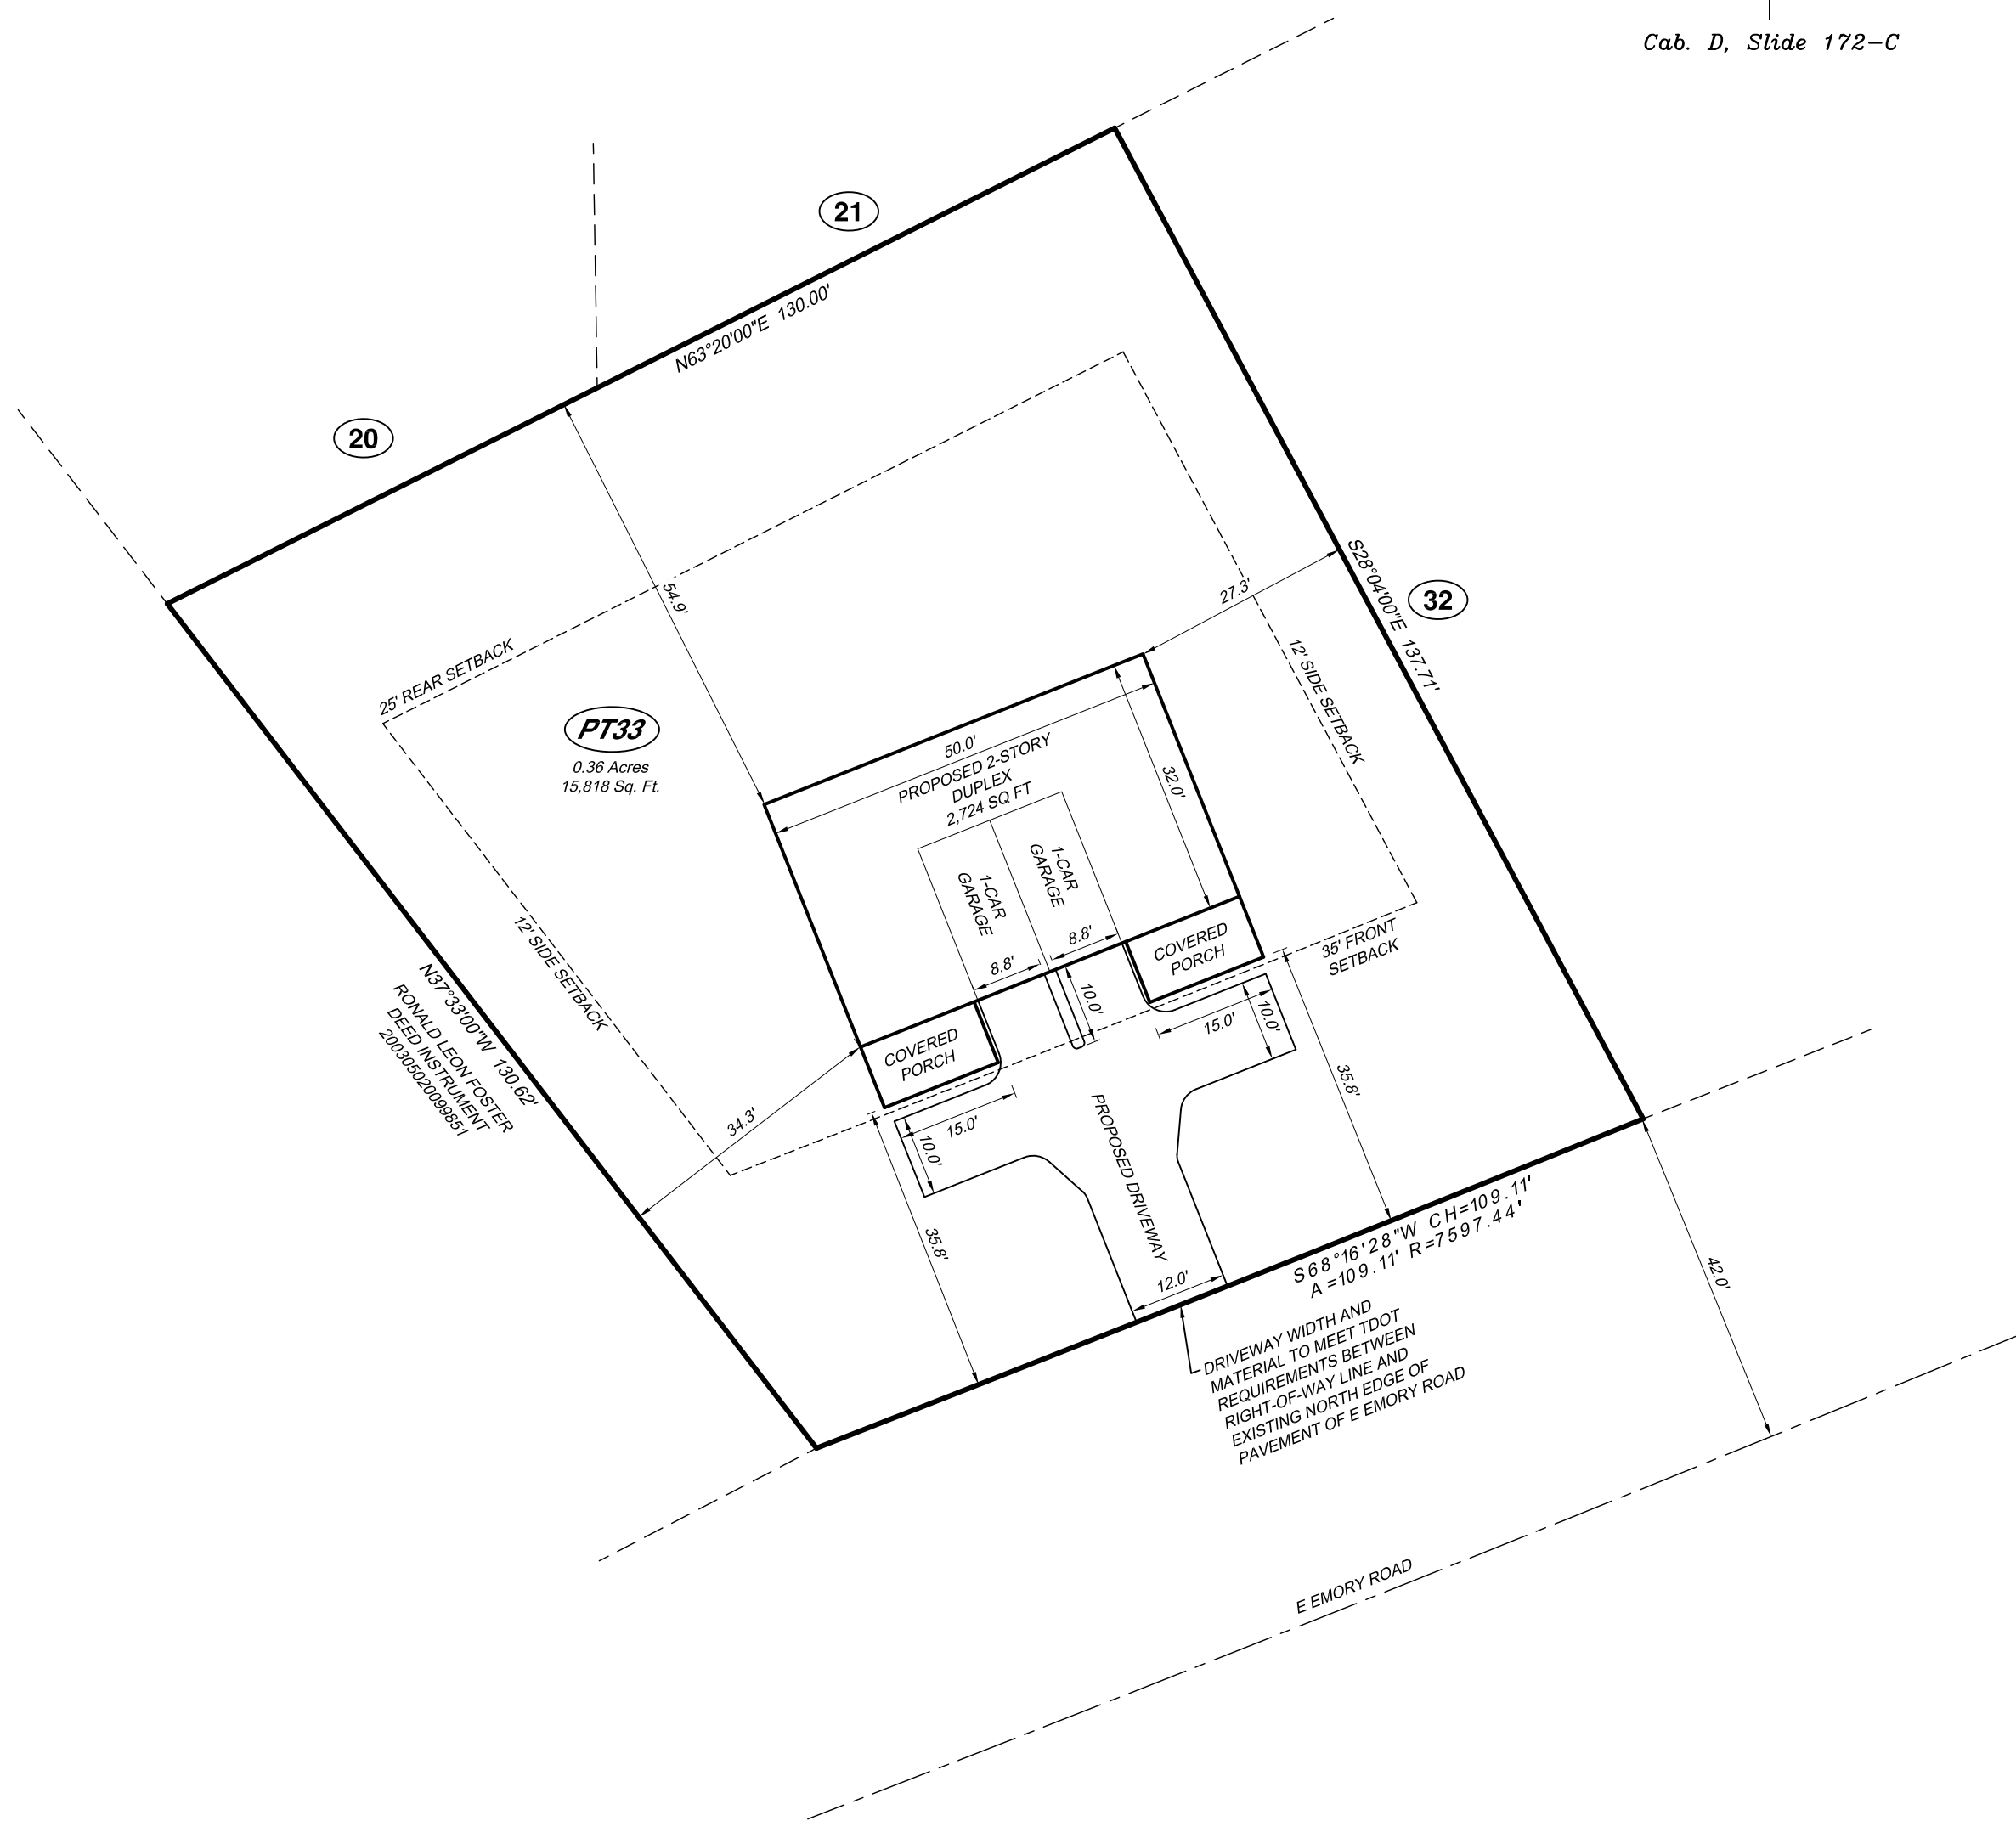 Cab. D, Slide 172-C
21
N63°20'00"E 130.00'
20
54.9'
27.3'
S28°04'00"E 137.71'
32
25' REAR SETBACK
12' SIDE SETBACK
PT33
0.36 Acres
15,818 Sq. Ft.
50.0'
PROPOSED 2-STORY
DUPLEX
2,724 SQ FT
32.0'
1-CAR
GARAGE
1-CAR
GARAGE
8.8'
8.8'
COVERED
PORCH
COVERED
PORCH
10.0'
35' FRONT
SETBACK
12' SIDE SETBACK
N37°33'00"W 130.62'
RONALD LEON FOSTER
DEED INSTRUMENT
200305020099851
34.3'
15.0'
10.0'
15.0'
10.0'
35.8'
35.8'
PROPOSED DRIVEWAY
12.0'
S68°16'28"W CH=109.11'
A=109.11' R=7597.44'
42.0'
DRIVEWAY WIDTH AND
MATERIAL TO MEET TDOT
REQUIREMENTS BETWEEN
RIGHT-OF-WAY LINE AND
EXISTING NORTH EDGE OF
PAVEMENT OF E EMORY ROAD
E EMORY ROAD